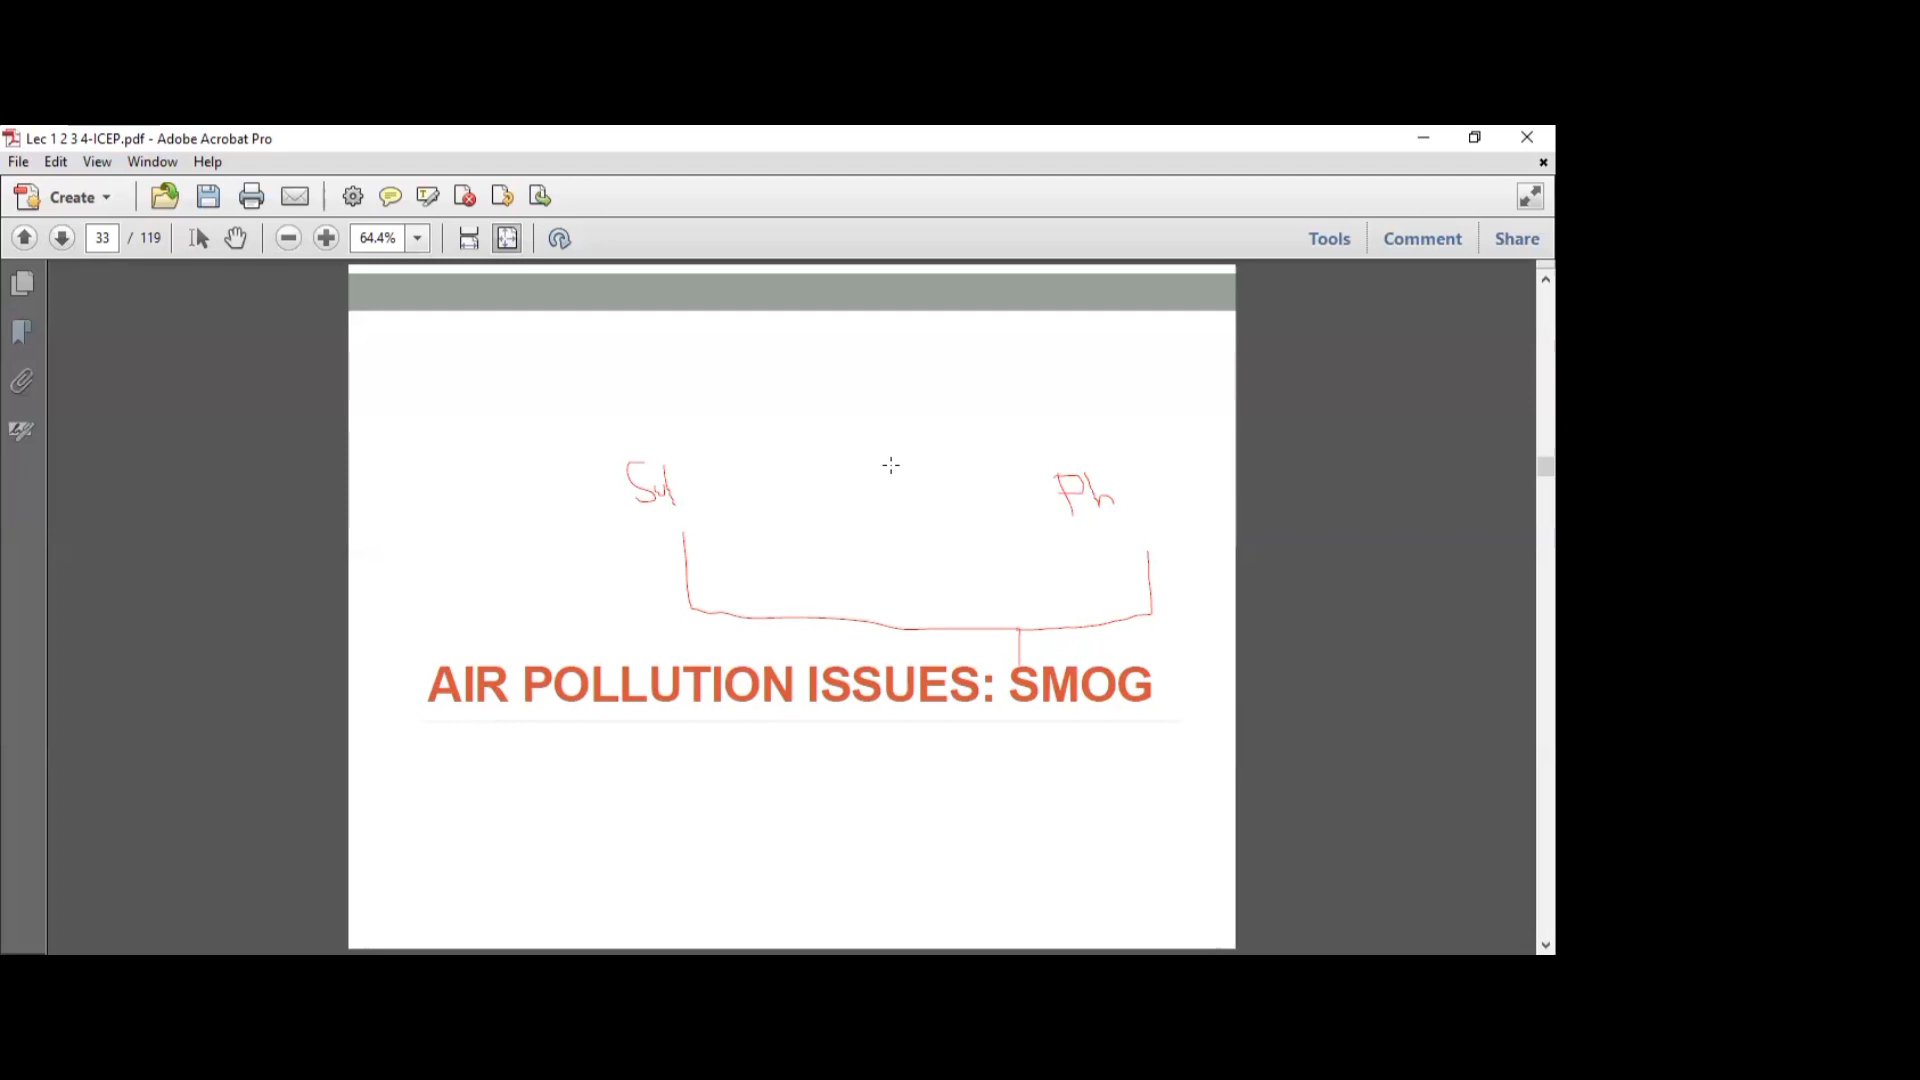 Lec 1 2 3 4-ICEP.pdf - Adobe Acrobat Pro
File Edit View Window Help
Create
33 / 119 64.4% Tools Comment Share
Sul Ph
AIR POLLUTION ISSUES: SMOG